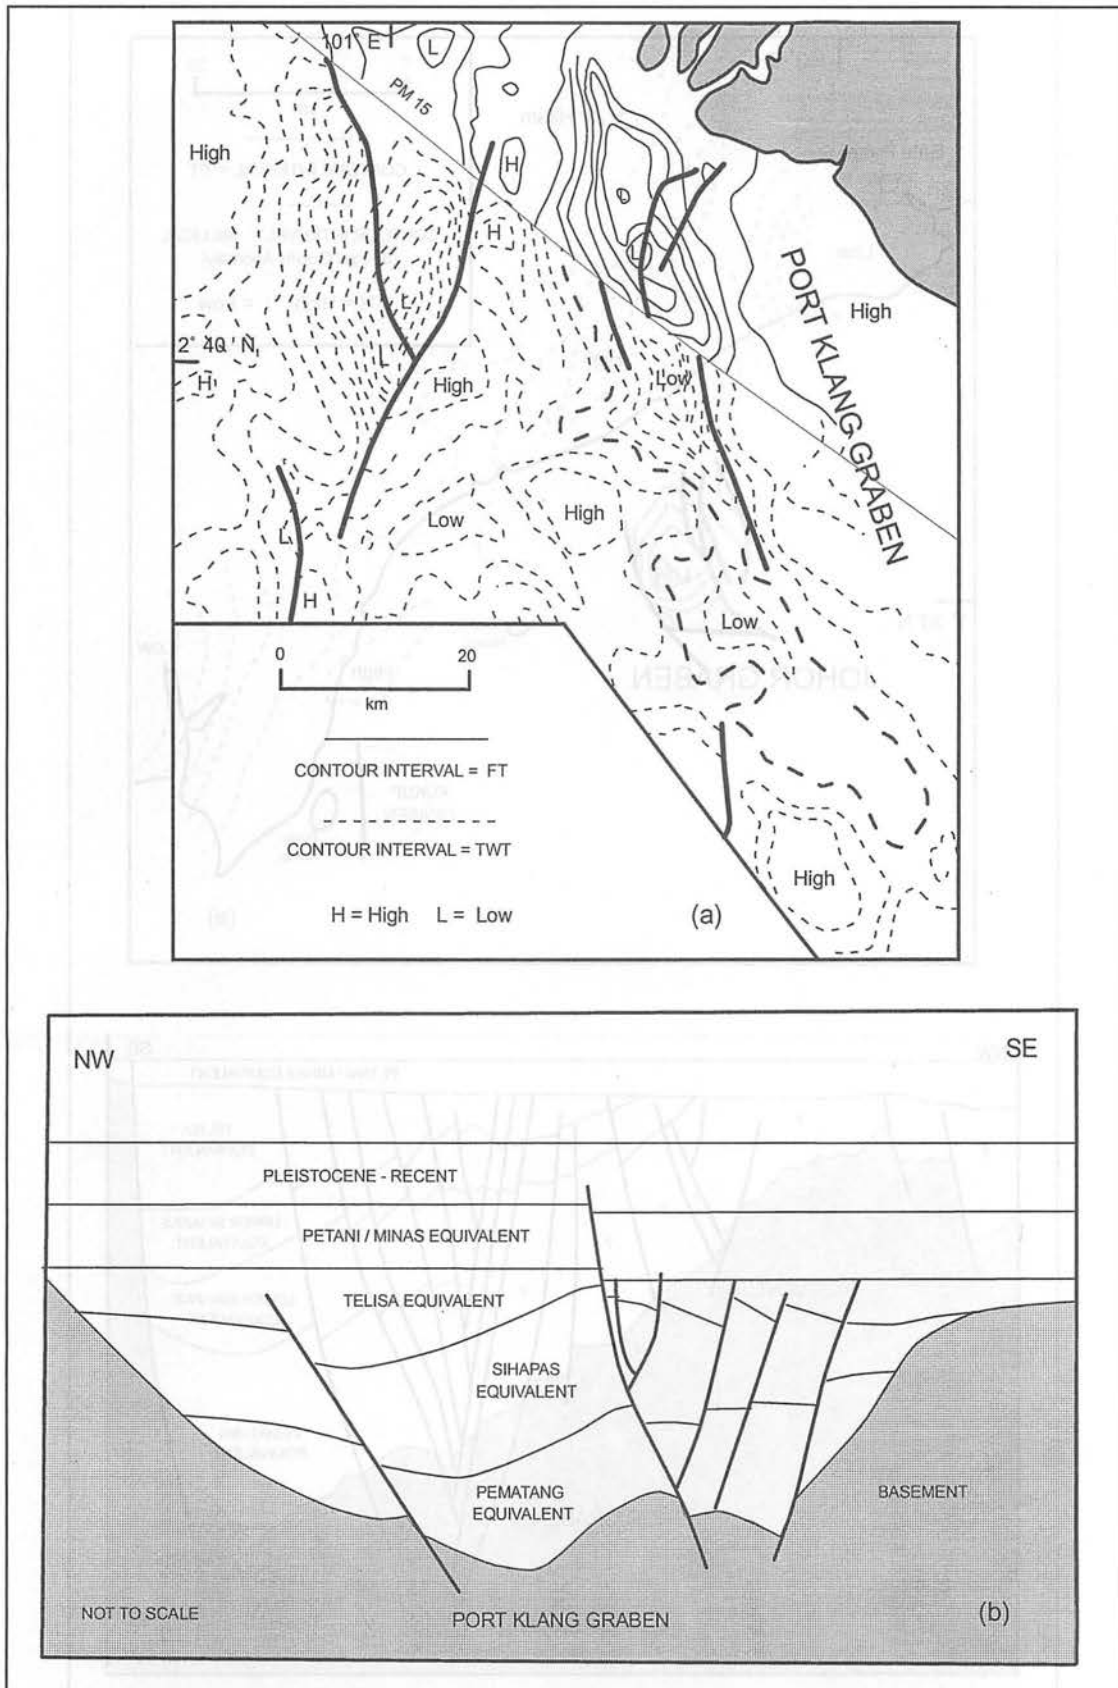 101° E
L
PM 15
High
H
L
H
L
L
High
PORT KLANG GRABEN
2° 40 ' N
L
H
High
Low
L
Low
High
H
Low
0 20
km
CONTOUR INTERVAL = FT
CONTOUR INTERVAL = TWT
H = High L = Low
High
(a)
NW
SE
PLEISTOCENE - RECENT
PETANI / MINAS EQUIVALENT
TELISA EQUIVALENT
SIHAPAS
EQUIVALENT
PEMATANG
EQUIVALENT
BASEMENT
NOT TO SCALE
PORT KLANG GRABEN
(b)